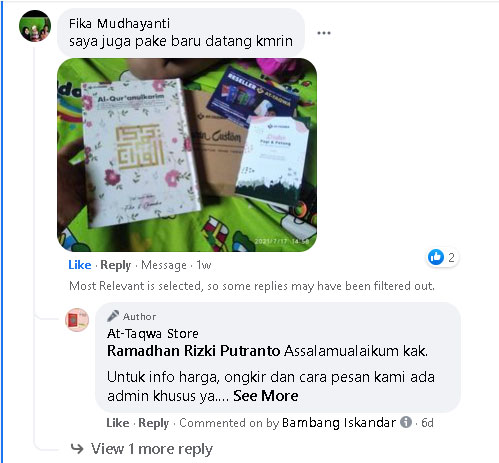 Fika Mudhayanti
saya juga pake baru datang kmrin
Al-Qur'anulkarim
RESELLER
AT-TAQWA
Custom
Pagi & Petang
2021/7/17 14:58
Like · Reply · Message · 1w
2
Most Relevant is selected, so some replies may have been filtered out.
Author
At-Taqwa Store
Ramadhan Rizki Putranto Assalamualaikum kak.
Untuk info harga, ongkir dan cara pesan kami ada
admin khusus ya.... See More
Like · Reply · Commented on by Bambang Iskandar · 6d
View 1 more reply